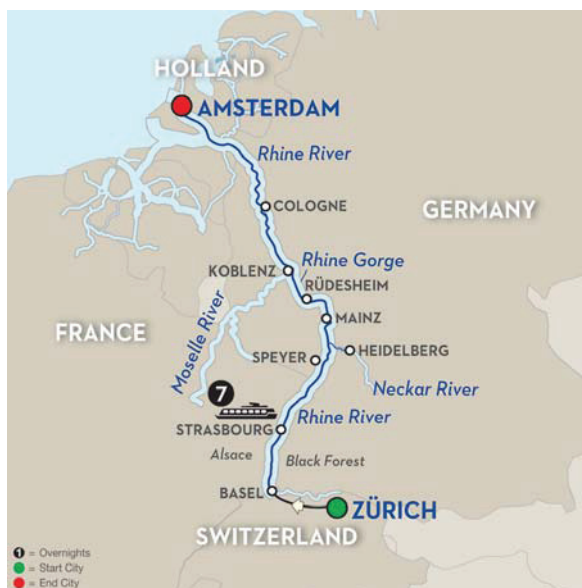 HOLLAND
AMSTERDAM
Rhine River
COLOGNE
GERMANY
KOBLENZ
Rhine Gorge
RÜDESHEIM
MAINZ
FRANCE
Moselle River
SPEYER
HEIDELBERG
Neckar River
7
STRASBOURG
Rhine River
Alsace
Black Forest
BASEL
ZÜRICH
SWITZERLAND
1 = Overnights
= Start City
= End City